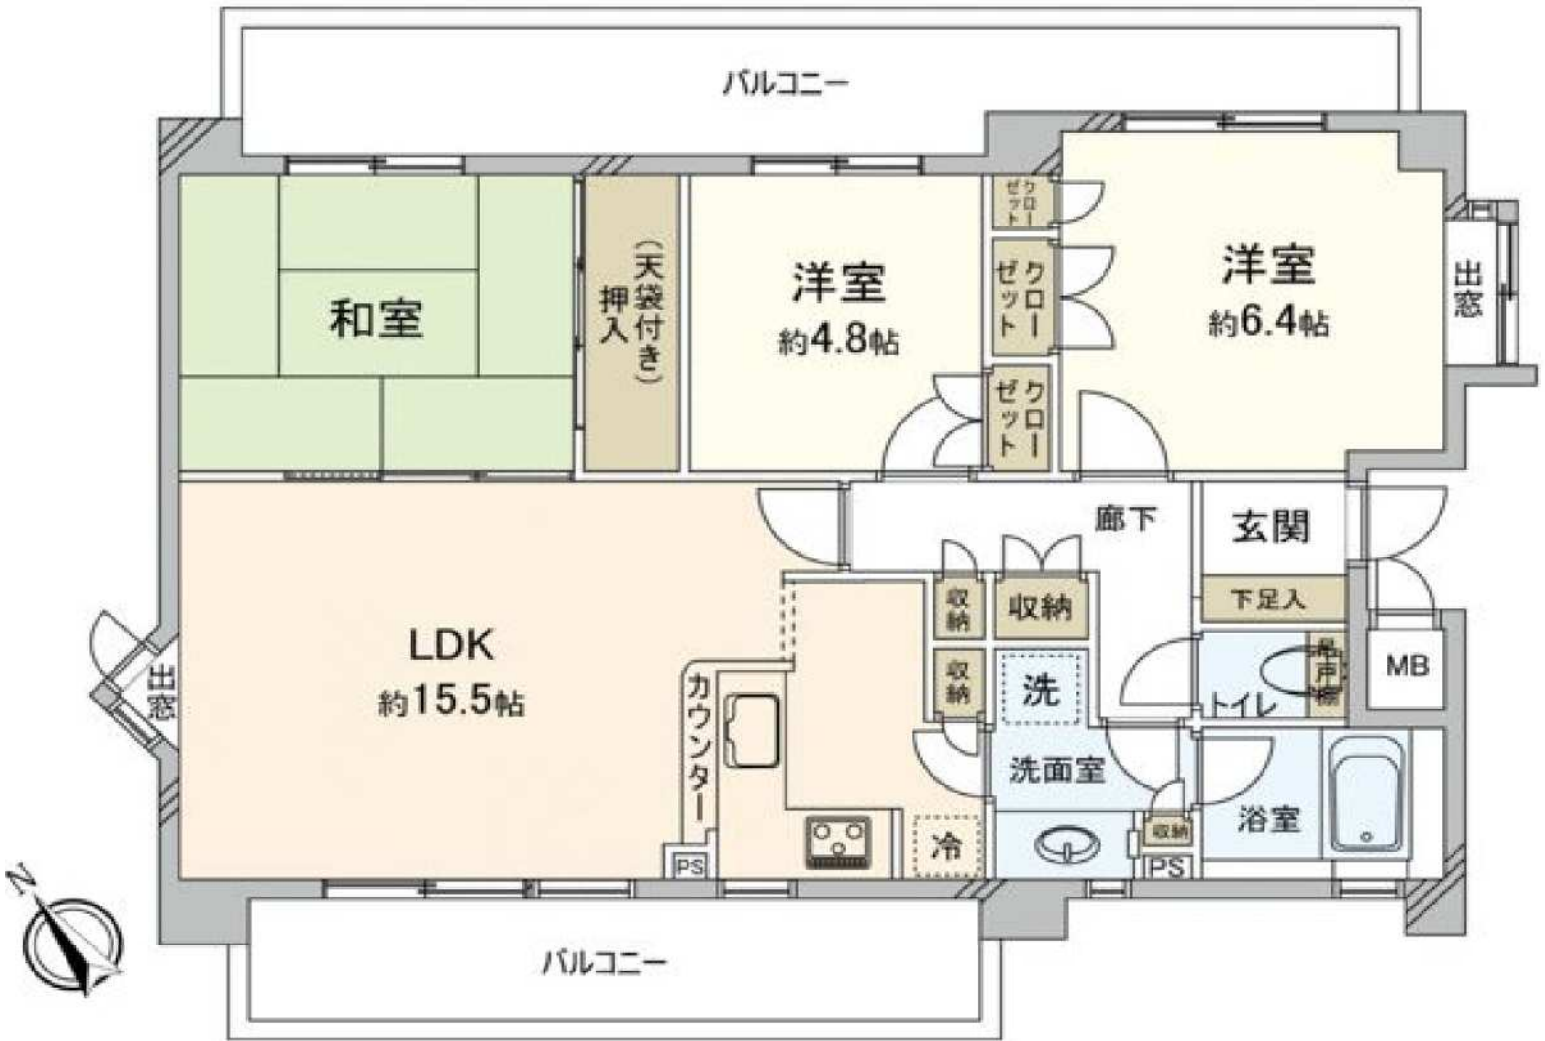 バルコニー
和室
押入
(天袋付き)
洋室
約4.8帖
クローゼット
クローゼット
クローゼット
洋室
約6.4帖
出窓
LDK
約15.5帖
出窓
カウンター
PS
冷
収納
収納
収納
廊下
玄関
下足入
トイレ
吊戸棚
MB
洗
洗面室
収納
PS
浴室
バルコニー
N